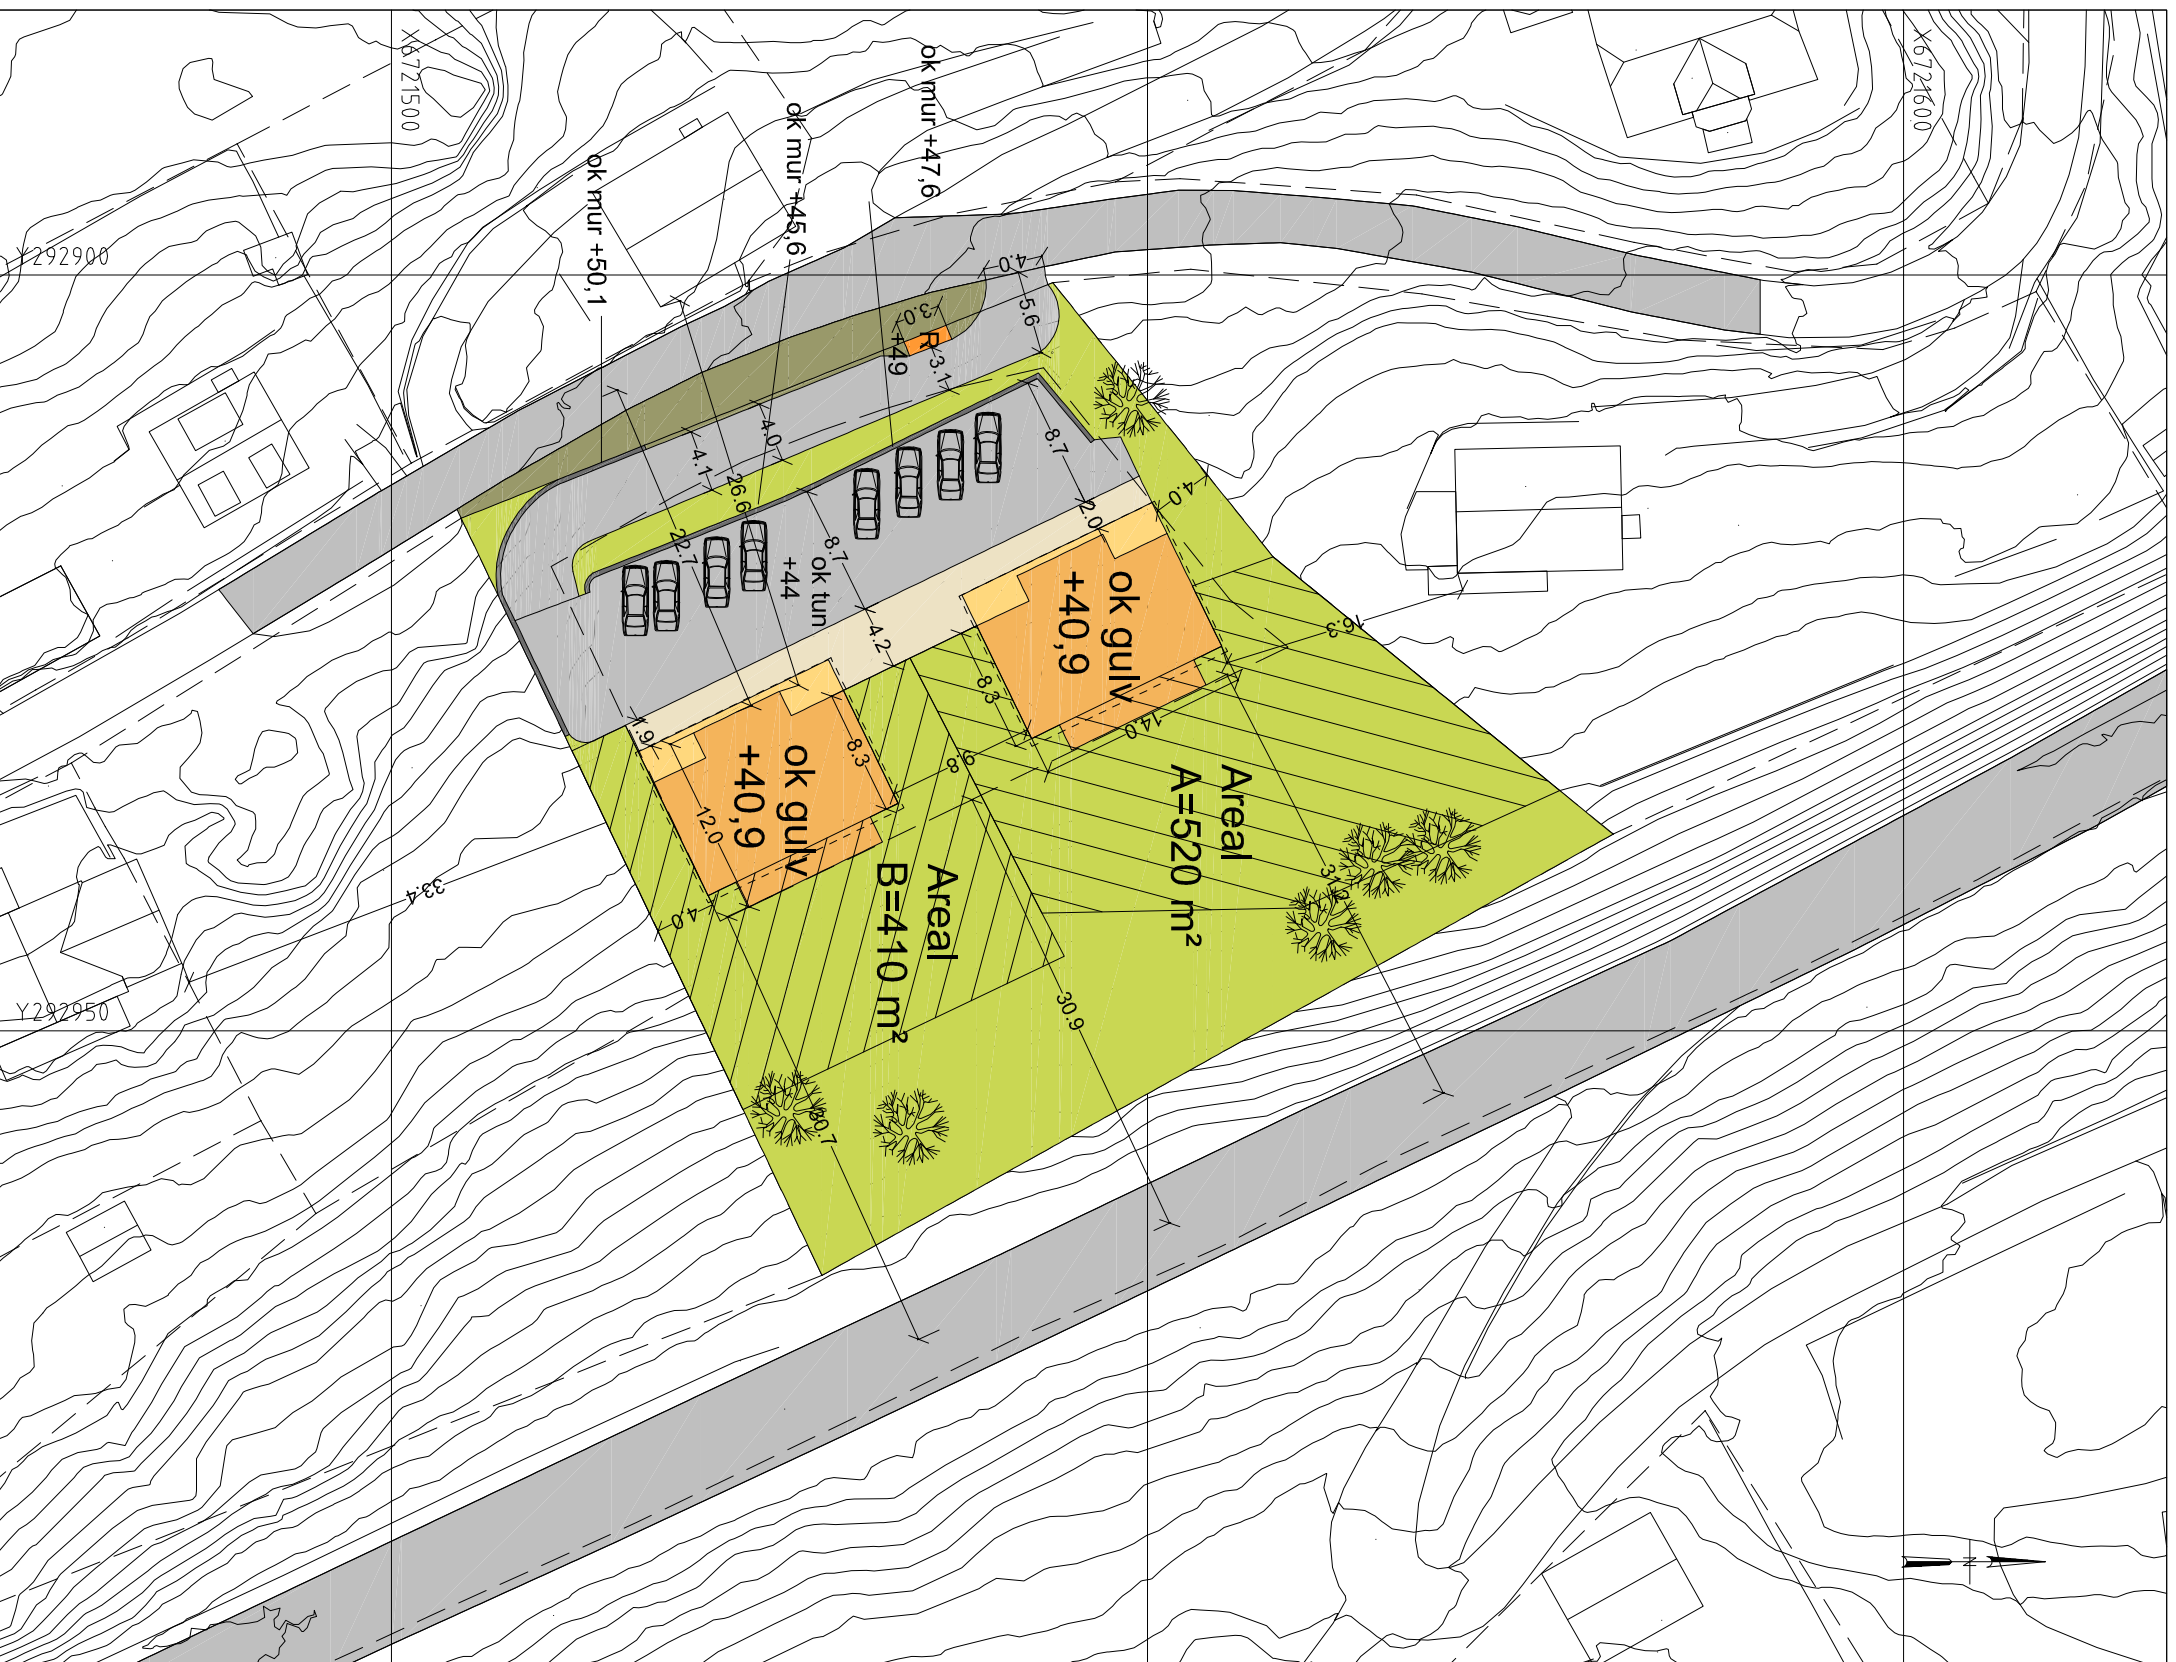 X6721500
X6721600
Y292900
Y292950
ok mur +50,1
ok mur +45,6
ok mur +47,6
4.0
5.6
3.0
R
+49
3.1
4.0
4.1
26.6
22.7
8.7
8.7
2.0
4.0
ok tun
+44
4.2
ok gulv
+40,9
8.3
14.0
16.3
1.9
ok gulv
+40,9
8.3
12.0
9.8
4.0
33.4
Areal
A=520 m²
Areal
B=410 m²
30.9
30.7
N